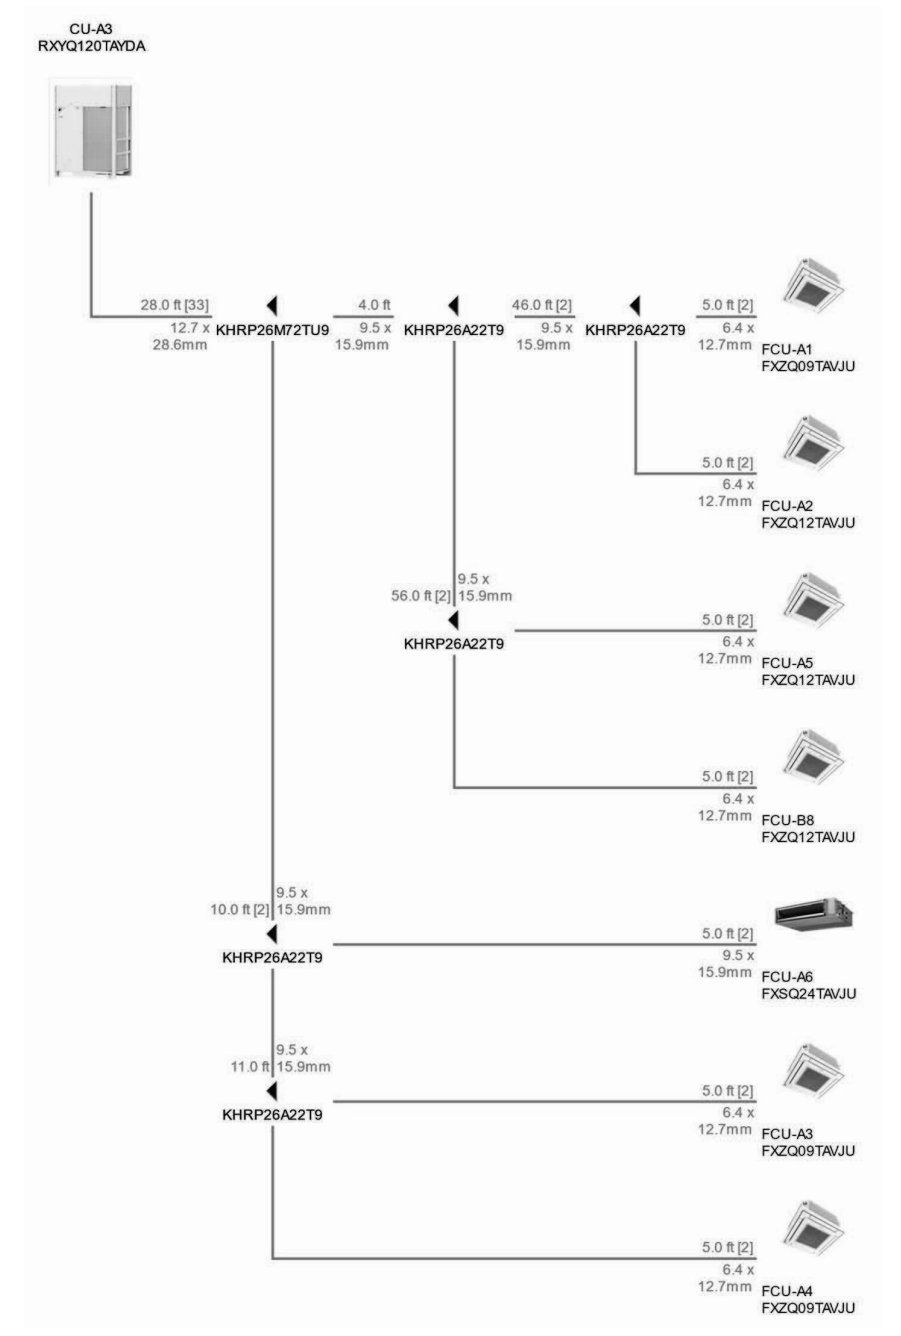 CU-A3
RXYQ120TAYDA
28.0 ft [33]
12.7 x
28.6mm
KHRP26M72TU9
4.0 ft
9.5 x
15.9mm
KHRP26A22T9
46.0 ft [2]
9.5 x
15.9mm
KHRP26A22T9
5.0 ft [2]
6.4 x
12.7mm
FCU-A1
FXZQ09TAVJU
5.0 ft [2]
6.4 x
12.7mm
FCU-A2
FXZQ12TAVJU
9.5 x
56.0 ft [2] 15.9mm
KHRP26A22T9
5.0 ft [2]
6.4 x
12.7mm
FCU-A5
FXZQ12TAVJU
5.0 ft [2]
6.4 x
12.7mm
FCU-B8
FXZQ12TAVJU
9.5 x
10.0 ft [2] 15.9mm
KHRP26A22T9
5.0 ft [2]
9.5 x
15.9mm
FCU-A6
FXSQ24TAVJU
9.5 x
11.0 ft 15.9mm
KHRP26A22T9
5.0 ft [2]
6.4 x
12.7mm
FCU-A3
FXZQ09TAVJU
5.0 ft [2]
6.4 x
12.7mm
FCU-A4
FXZQ09TAVJU